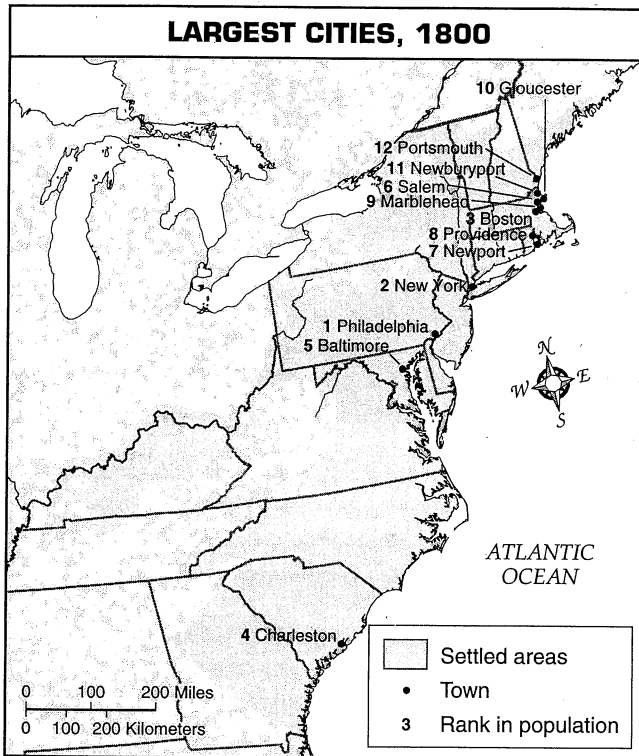 LARGEST CITIES, 1800
10 Gloucester
12 Portsmouth
11 Newburyport
6 Salem
9 Marblehead
3 Boston
8 Providence
7 Newport
2 New York
1 Philadelphia
5 Baltimore
N
W E
S
ATLANTIC
OCEAN
4 Charleston
Settled areas
• Town
3 Rank in population
0 100 200 Miles
0 100 200 Kilometers